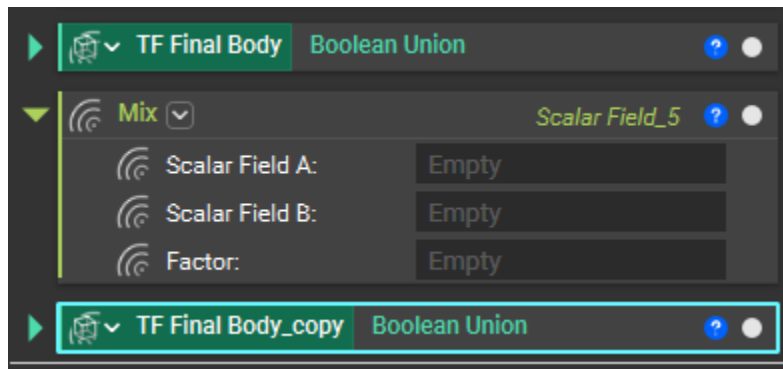 TF Final Body Boolean Union ?
Mix Scalar Field_5 ?
Scalar Field A: Empty
Scalar Field B: Empty
Factor: Empty
TF Final Body_copy Boolean Union ?